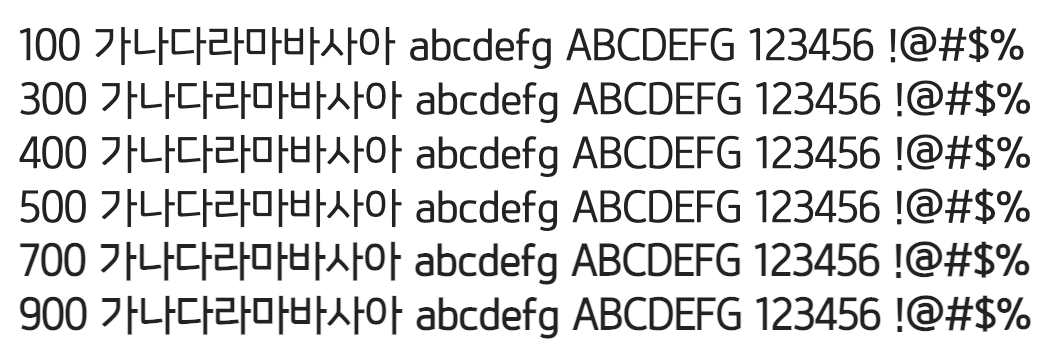 100 가나다라마바사아 abcdefg ABCDEFG 123456 !@#$%
300 가나다라마바사아 abcdefg ABCDEFG 123456 !@#$%
400 가나다라마바사아 abcdefg ABCDEFG 123456 !@#$%
500 가나다라마바사아 abcdefg ABCDEFG 123456 !@#$%
700 가나다라마바사아 abcdefg ABCDEFG 123456 !@#$%
900 가나다라마바사아 abcdefg ABCDEFG 123456 !@#$%